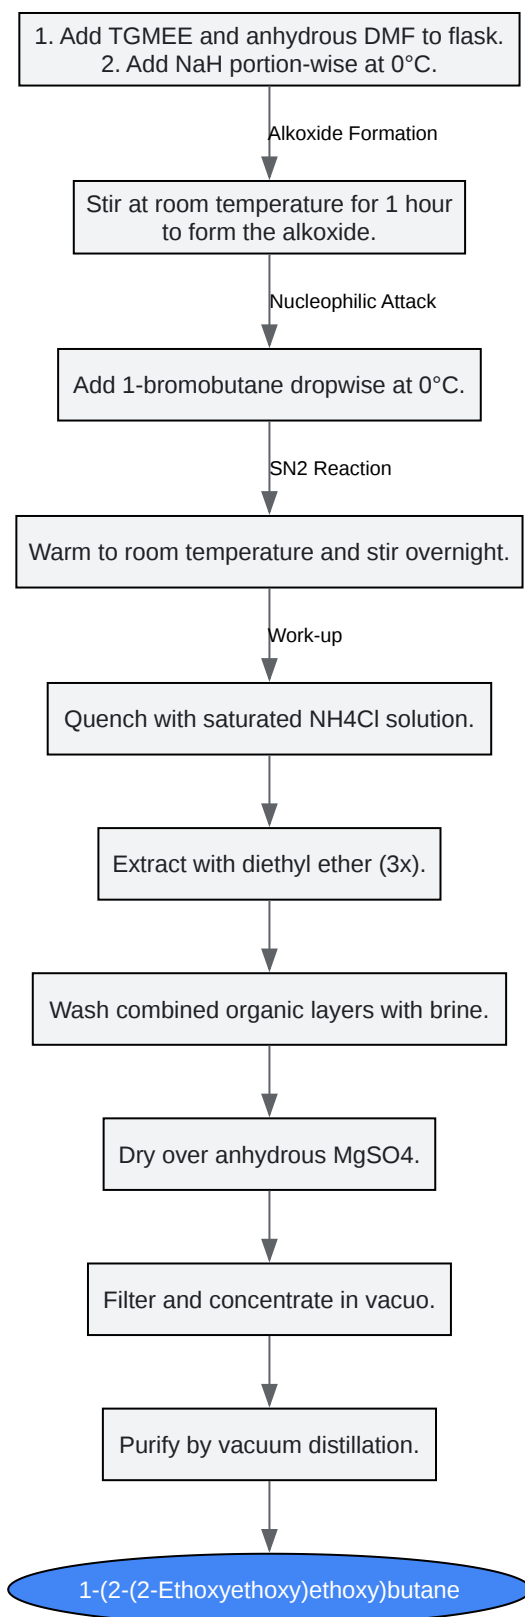 1. Add TGMEE and anhydrous DMF to flask.
2. Add NaH portion-wise at 0°C.
Alkoxide Formation
Stir at room temperature for 1 hour
to form the alkoxide.
Nucleophilic Attack
Add 1-bromobutane dropwise at 0°C.
SN2 Reaction
Warm to room temperature and stir overnight.
Work-up
Quench with saturated NH4Cl solution.
Extract with diethyl ether (3x).
Wash combined organic layers with brine.
Dry over anhydrous MgSO4.
Filter and concentrate in vacuo.
Purify by vacuum distillation.
1-(2-(2-Ethoxyethoxy)ethoxy)butane